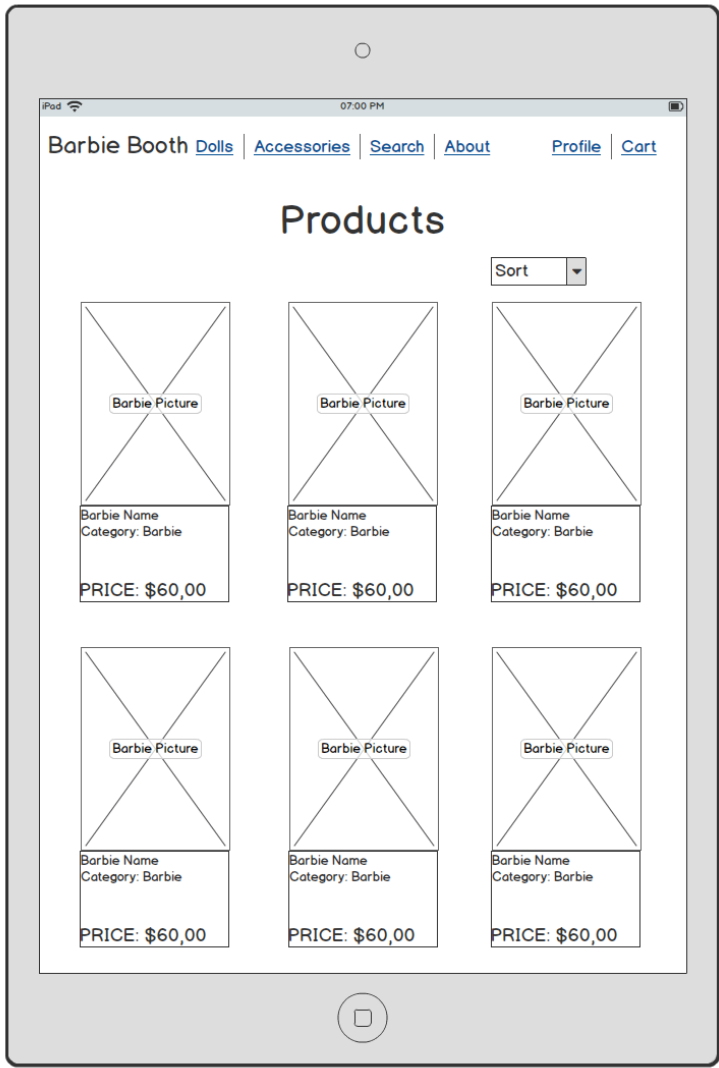 iPad 07:00 PM
Barbie Booth Dolls Accessories Search About Profile Cart
Products
Sort
Barbie Picture Barbie Picture Barbie Picture
Barbie Name Barbie Name Barbie Name
Category: Barbie Category: Barbie Category: Barbie
PRICE: $60,00 PRICE: $60,00 PRICE: $60,00
Barbie Picture Barbie Picture Barbie Picture
Barbie Name Barbie Name Barbie Name
Category: Barbie Category: Barbie Category: Barbie
PRICE: $60,00 PRICE: $60,00 PRICE: $60,00